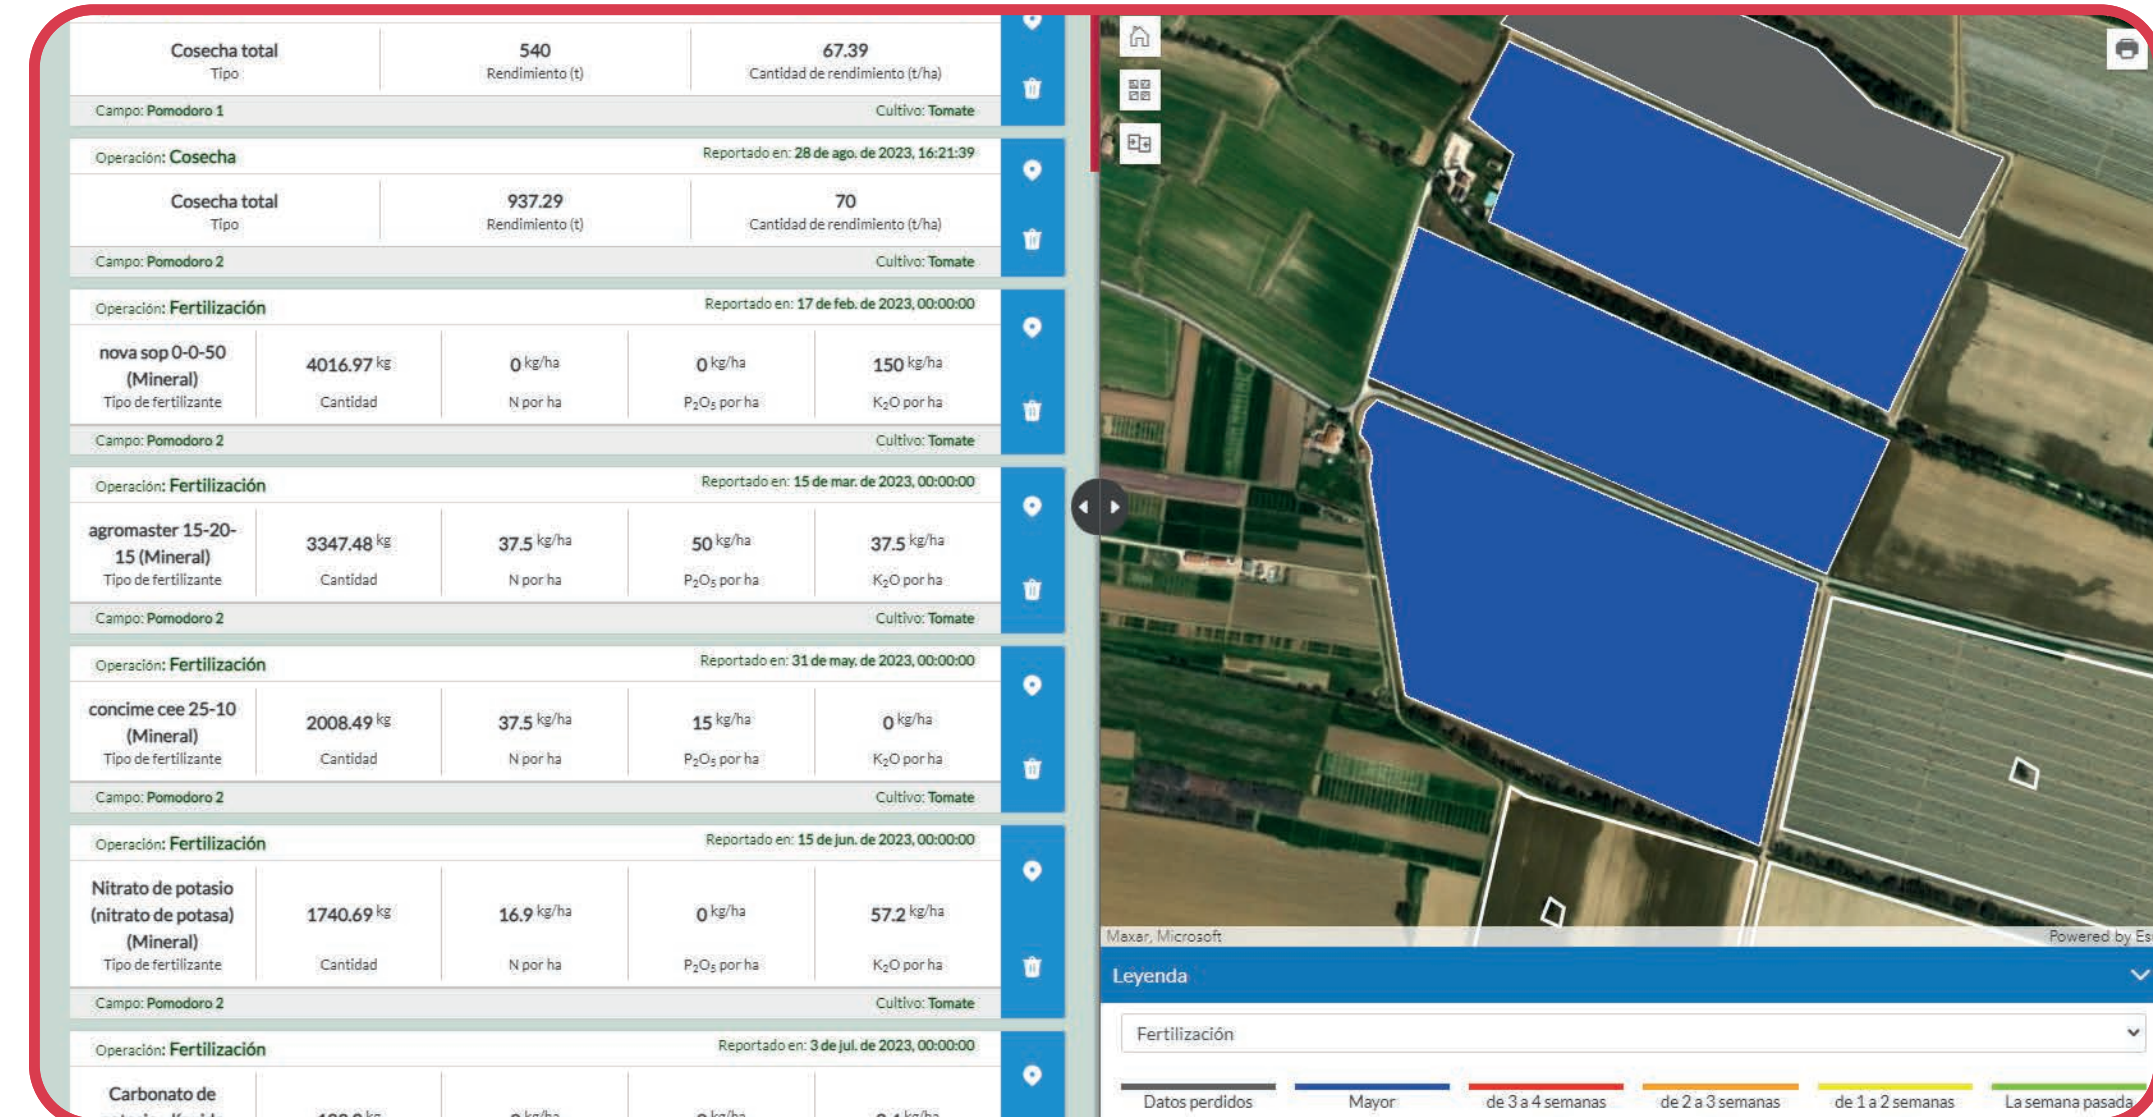 Cosecha total 540 67.39
Tipo Rendimiento (t) Cantidad de rendimiento (t/ha)
Campo: Pomodoro 1 Cultivo: Tomate
Operación: Cosecha Reportado en: 28 de ago. de 2023, 16:21:39
Cosecha total 937.29 70
Tipo Rendimiento (t) Cantidad de rendimiento (t/ha)
Campo: Pomodoro 2 Cultivo: Tomate
Operación: Fertilización Reportado en: 17 de feb. de 2023, 00:00:00
nova sop 0-0-50
(Mineral) 4016.97 kg 0 kg/ha 0 kg/ha 150 kg/ha
Tipo de fertilizante Cantidad N por ha P₂O₅ por ha K₂O por ha
Campo: Pomodoro 2 Cultivo: Tomate
Operación: Fertilización Reportado en: 15 de mar. de 2023, 00:00:00
agromaster 15-20-
15 (Mineral) 3347.48 kg 37.5 kg/ha 50 kg/ha 37.5 kg/ha
Tipo de fertilizante Cantidad N por ha P₂O₅ por ha K₂O por ha
Campo: Pomodoro 2 Cultivo: Tomate
Operación: Fertilización Reportado en: 31 de may. de 2023, 00:00:00
concime cee 25-10
(Mineral) 2008.49 kg 37.5 kg/ha 15 kg/ha 0 kg/ha
Tipo de fertilizante Cantidad N por ha P₂O₅ por ha K₂O por ha
Campo: Pomodoro 2 Cultivo: Tomate
Operación: Fertilización Reportado en: 15 de jun. de 2023, 00:00:00
Nitrato de potasio
(nitrato de potasa) 1740.69 kg 16.9 kg/ha 0 kg/ha 57.2 kg/ha
(Mineral)
Tipo de fertilizante Cantidad N por ha P₂O₅ por ha K₂O por ha
Campo: Pomodoro 2 Cultivo: Tomate
Operación: Fertilización Reportado en: 3 de jul. de 2023, 00:00:00
Carbonato de
Maxar, Microsoft Powered by
Leyenda
Fertilización
Datos perdidos Mayor de 3 a 4 semanas de 2 a 3 semanas de 1 a 2 semanas La semana pasada